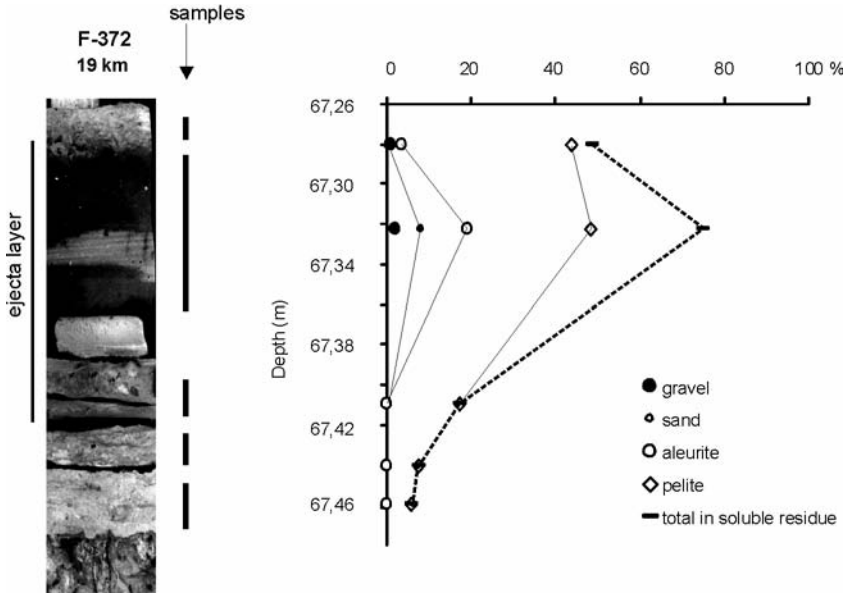 samples
F-372
19 km
0 20 40 60 80 100 %
67,26
67,30
67,34
67,38
67,42
67,46
Depth (m)
ejecta layer
gravel
sand
aleurite
pelite
total in soluble residue